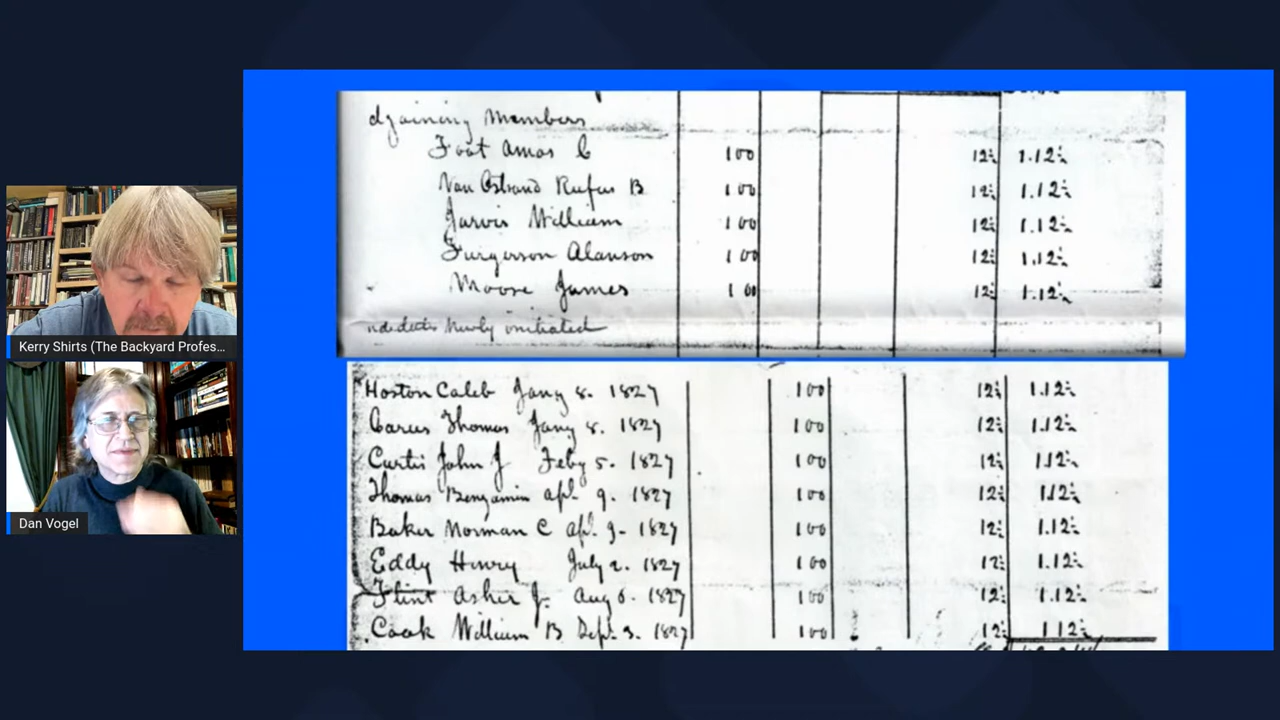 djoining Members
Foot Amos C 100 12½ 1.12½
Van Ostrand Rufus B 100 12½ 1.12½
Jarvis William 100 12½ 1.12½
Furgerson Alanson 100 12½ 1.12½
Moore James 100 12½ 1.12½
newly initiated
Hoston Caleb Jany 8. 1827 100 12½ 1.12½
Carus Thomas Jany 8. 1827 100 12½ 1.12½
Curtis John J Feby 5. 1827 100 12½ 1.12½
Thomas Benjamin apl. 9. 1827 100 12½ 1.12½
Baker Norman C apl. 9. 1827 100 12½ 1.12½
Eddy Henry July 2. 1827 100 12½ 1.12½
Flint Asher J. Aug 6. 1827 100 12½ 1.12½
Cook William B Sept. 3. 1827 100 12½ 1 12½
Kerry Shirts (The Backyard Profes...
Dan Vogel